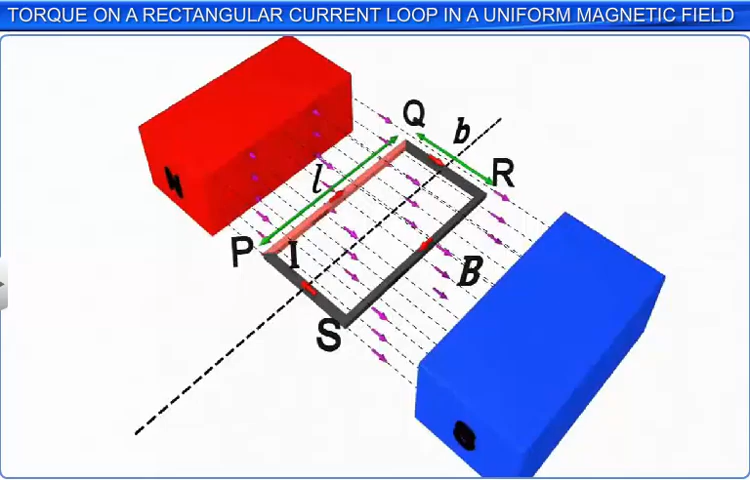 TORQUE ON A RECTANGULAR CURRENT LOOP IN A UNIFORM MAGNETIC FIELD
Q
b
R
l
N
P
I
B
S
S